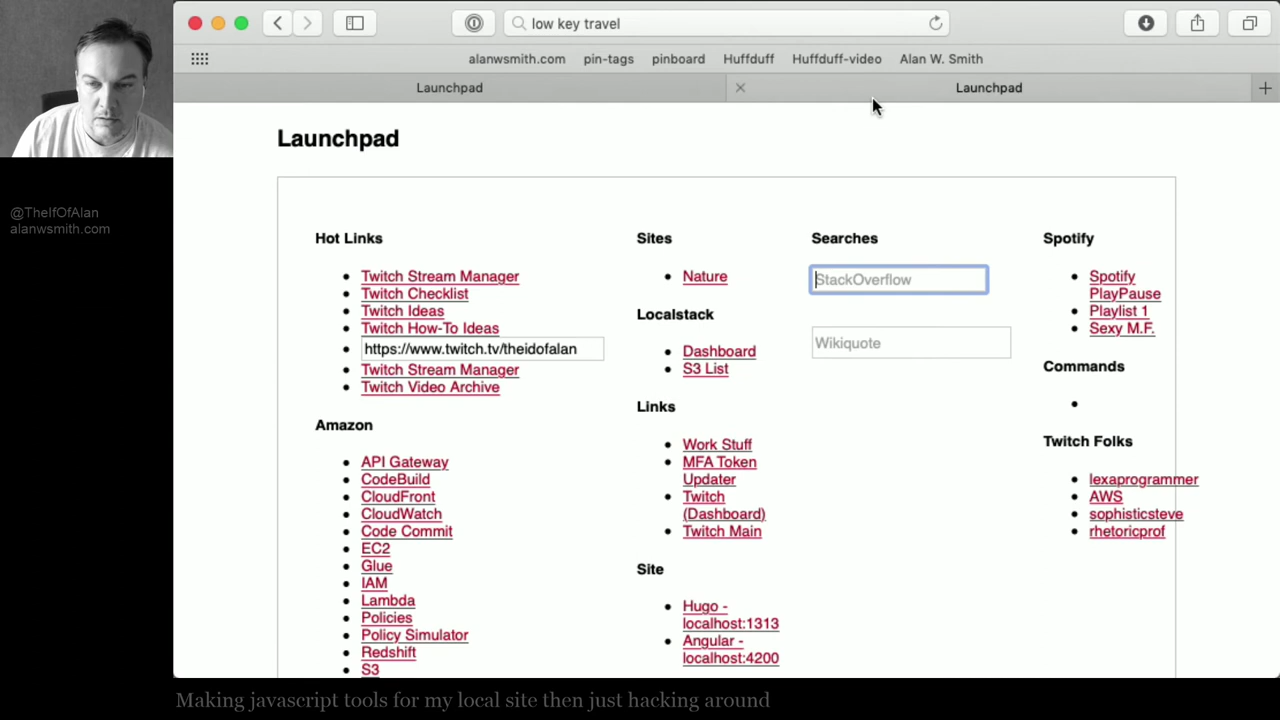 low key travel
alanwsmith.com pin-tags pinboard Huffduff Huffduff-video Alan W. Smith
Launchpad
Launchpad
Launchpad
@TheIfOfAlan
alanwsmith.com
Hot Links
Twitch Stream Manager
Twitch Checklist
Twitch Ideas
Twitch How-To Ideas
https://www.twitch.tv/theidofalan
Twitch Stream Manager
Twitch Video Archive
Amazon
API Gateway
CodeBuild
CloudFront
CloudWatch
Code Commit
EC2
Glue
IAM
Lambda
Policies
Policy Simulator
Redshift
S3
Sites
Nature
Localstack
Dashboard
S3 List
Links
Work Stuff
MFA Token
Updater
Twitch
(Dashboard)
Twitch Main
Site
Hugo -
localhost:1313
Angular -
localhost:4200
Searches
StackOverflow
Wikiquote
Spotify
Spotify
PlayPause
Playlist 1
Sexy M.F.
Commands
Twitch Folks
lexaprogrammer
AWS
sophisticsteve
rhetoricprof
Making javascript tools for my local site then just hacking around